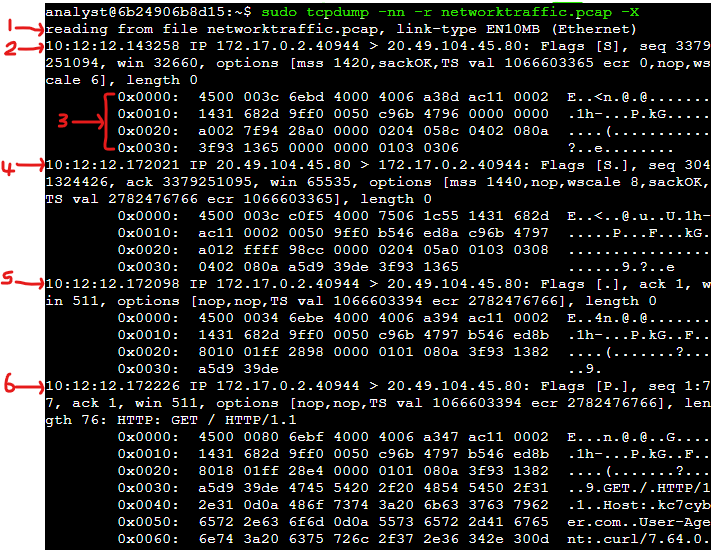 analyst@6b24906b8d15:~$ sudo tcpdump -nn -r networktraffic.pcap -X
1 reading from file networktraffic.pcap, link-type EN10MB (Ethernet)
2 10:12:12.143258 IP 172.17.0.2.40944 > 20.49.104.45.80: Flags [S], seq 3379
251094, win 32660, options [mss 1420,sackOK,TS val 1066603365 ecr 0,nop,ws
cale 6], length 0
0x0000:  4500 003c 6ebd 4000 4006 a38d ac11 0002  E..<n.@.@.......
0x0010:  1431 682d 9ff0 0050 c96b 4796 0000 0000  .1h-...P.kG.....
3 0x0020:  a002 7f94 28a0 0000 0204 058c 0402 080a  ....(...........
0x0030:  3f93 1365 0000 0000 0103 0306            ?..e........
4 10:12:12.172021 IP 20.49.104.45.80 > 172.17.0.2.40944: Flags [S.], seq 304
1324426, ack 3379251095, win 65535, options [mss 1440,nop,wscale 8,sackOK,
TS val 2782476766 ecr 1066603365], length 0
0x0000:  4500 003c c0f5 4000 7506 1c55 1431 682d  E..<..@.u..U.1h-
0x0010:  ac11 0002 0050 9ff0 b546 ed8a c96b 4797  .....P...F...kG.
0x0020:  a012 ffff 98cc 0000 0204 05a0 0103 0308  ................
0x0030:  0402 080a a5d9 39de 3f93 1365            ......9.?..e
5 10:12:12.172098 IP 172.17.0.2.40944 > 20.49.104.45.80: Flags [.], ack 1, w
in 511, options [nop,nop,TS val 1066603394 ecr 2782476766], length 0
0x0000:  4500 0034 6ebe 4000 4006 a394 ac11 0002  E..4n.@.@.......
0x0010:  1431 682d 9ff0 0050 c96b 4797 b546 ed8b  .1h-...P.kG..F..
0x0020:  8010 01ff 2898 0000 0101 080a 3f93 1382  ....(.......?...
0x0030:  a5d9 39de                                ..9.
6 10:12:12.172226 IP 172.17.0.2.40944 > 20.49.104.45.80: Flags [P.], seq 1:7
7, ack 1, win 511, options [nop,nop,TS val 1066603394 ecr 2782476766], len
gth 76: HTTP: GET / HTTP/1.1
0x0000:  4500 0080 6ebf 4000 4006 a347 ac11 0002  E...n.@.@..G....
0x0010:  1431 682d 9ff0 0050 c96b 4797 b546 ed8b  .1h-...P.kG..F..
0x0020:  8018 01ff 28e4 0000 0101 080a 3f93 1382  ....(.......?...
0x0030:  a5d9 39de 4745 5420 2f20 4854 5450 2f31  ..9.GET./.HTTP/1
0x0040:  2e31 0d0a 486f 7374 3a20 6b63 3763 7962  .1..Host:.kc7cyb
0x0050:  6572 2e63 6f6d 0d0a 5573 6572 2d41 6765  er.com..User-Age
0x0060:  6e74 3a20 6375 726c 2f37 2e36 342e 300d  nt:.curl/7.64.0.